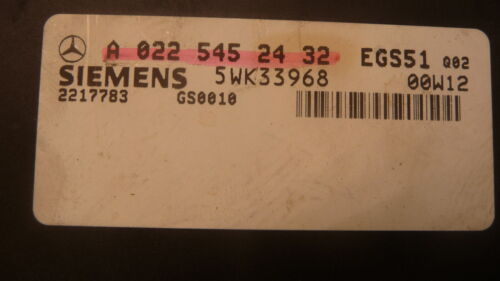 A 022 545 24 32 EGS51 Q02
SIEMENS 5WK33968 00W12
2217783 GS0010